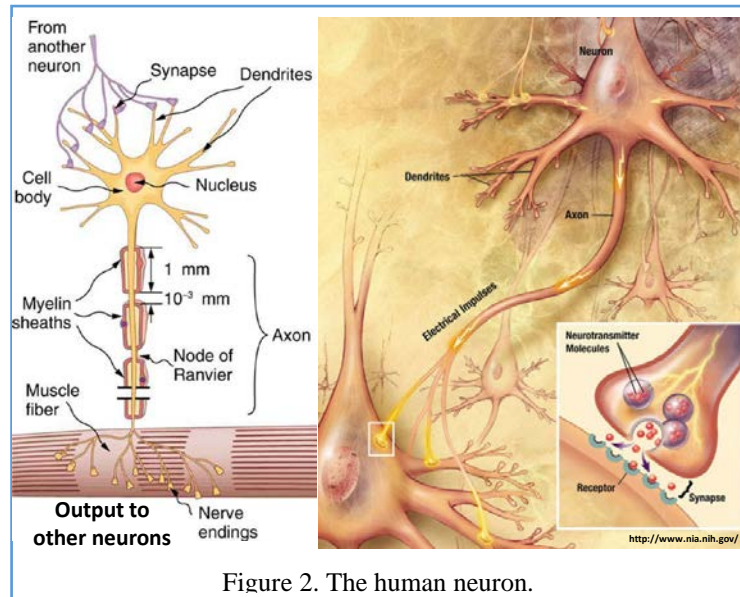 From
another
neuron
Synapse
Dendrites
Cell
body
Nucleus
1 mm
10⁻³ mm
Myelin
sheaths
Axon
Node of
Ranvier
Muscle
fiber
Output to
other neurons
Nerve
endings
Neuron
Dendrites
Axon
Electrical Impulses
Neurotransmitter
Molecules
Receptor
Synapse
http://www.nia.nih.gov/
Figure 2. The human neuron.